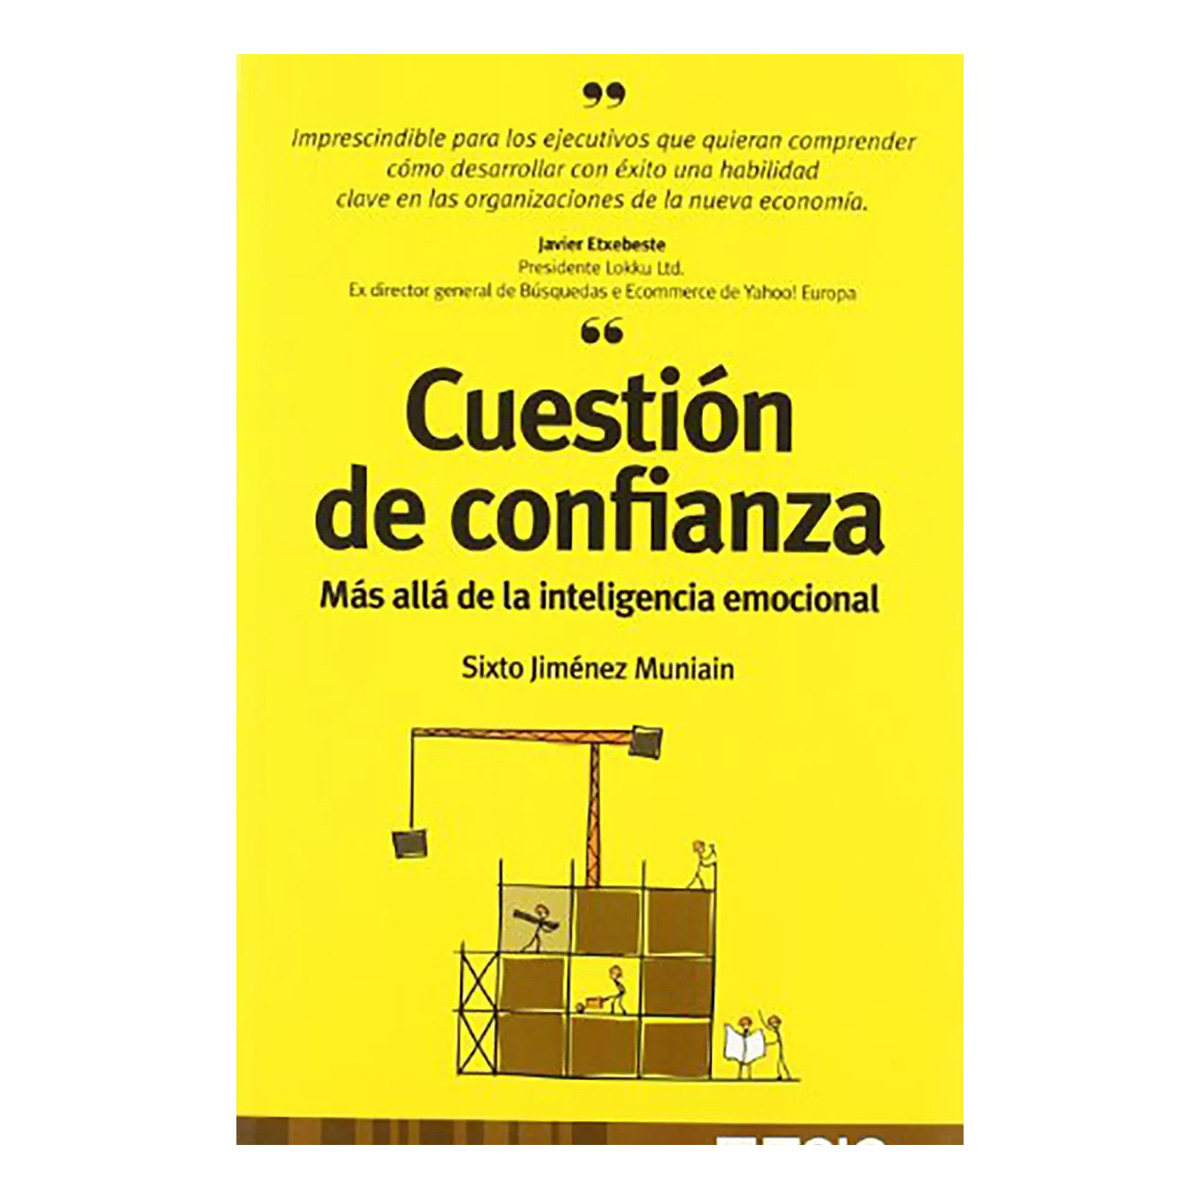 ”
Imprescindible para los ejecutivos que quieran comprender
cómo desarrollar con éxito una habilidad
clave en las organizaciones de la nueva economía.
Javier Etxebeste
Presidente Lokku Ltd.
Ex director general de Búsquedas e Ecommerce de Yahoo! Europa
“
Cuestión
de confianza
Más allá de la inteligencia emocional
Sixto Jiménez Muniain